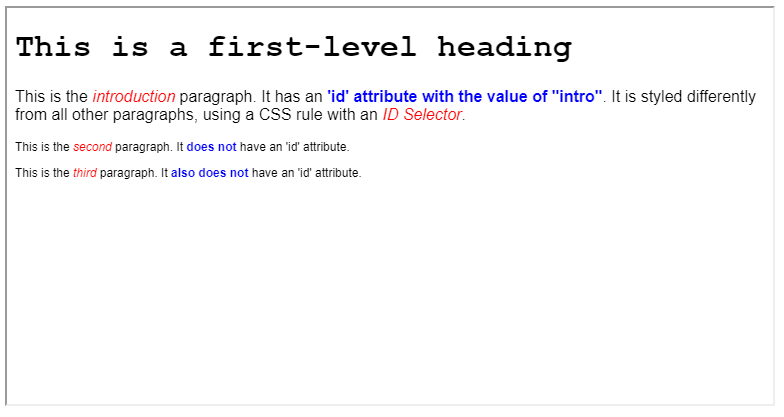 This is a first-level heading
This is the introduction paragraph. It has an 'id' attribute with the value of "intro". It is styled differently
from all other paragraphs, using a CSS rule with an ID Selector.
This is the second paragraph. It does not have an 'id' attribute.
This is the third paragraph. It also does not have an 'id' attribute.